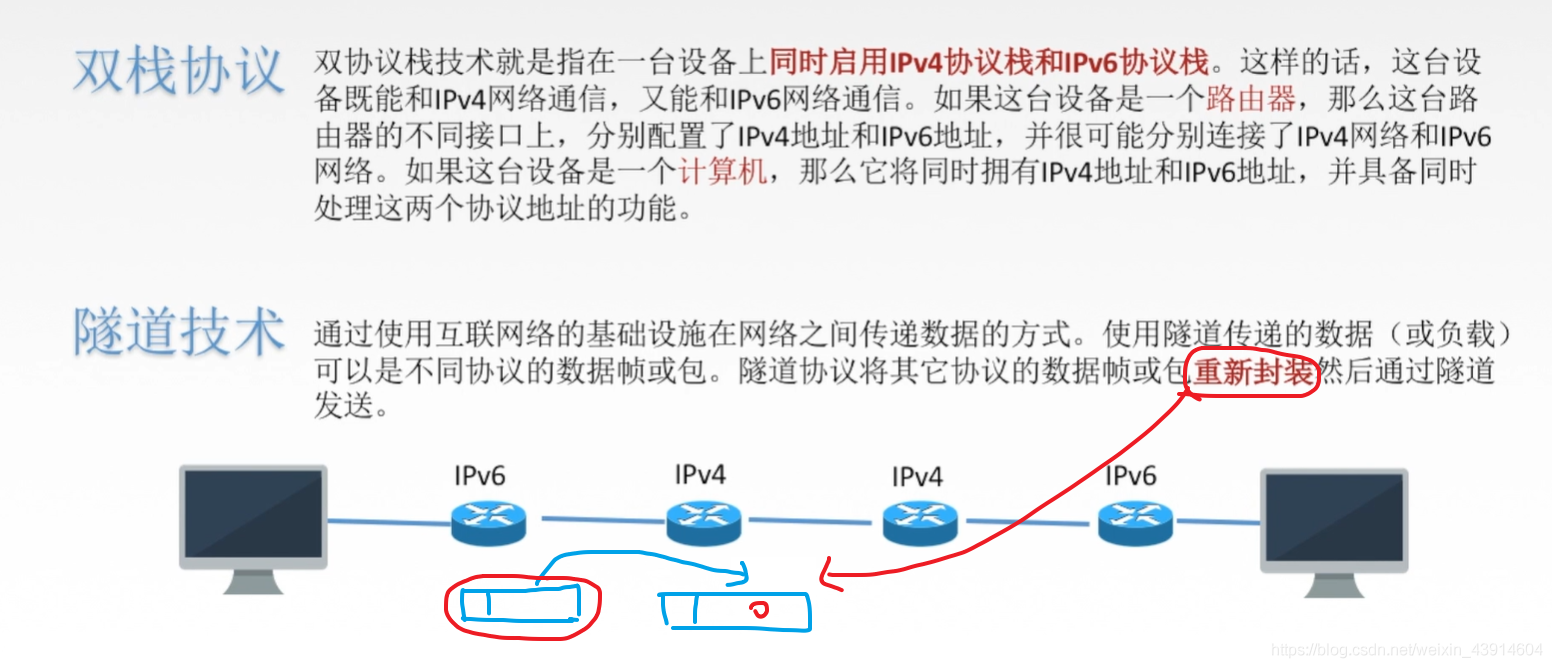 双栈协议
双协议栈技术就是指在一台设备上同时启用IPv4协议栈和IPv6协议栈。这样的话，这台设
备既能和IPv4网络通信，又能和IPv6网络通信。如果这台设备是一个路由器，那么这台路
由器的不同接口上，分别配置了IPv4地址和IPv6地址，并很可能分别连接了IPv4网络和IPv6
网络。如果这台设备是一个计算机，那么它将同时拥有IPv4地址和IPv6地址，并具备同时
处理这两个协议地址的功能。
隧道技术
通过使用互联网络的基础设施在网络之间传递数据的方式。使用隧道传递的数据（或负载）
可以是不同协议的数据帧或包。隧道协议将其它协议的数据帧或包重新封装然后通过隧道
发送。
IPv6
IPv4
IPv4
IPv6
https://blog.csdn.net/weixin_43914604